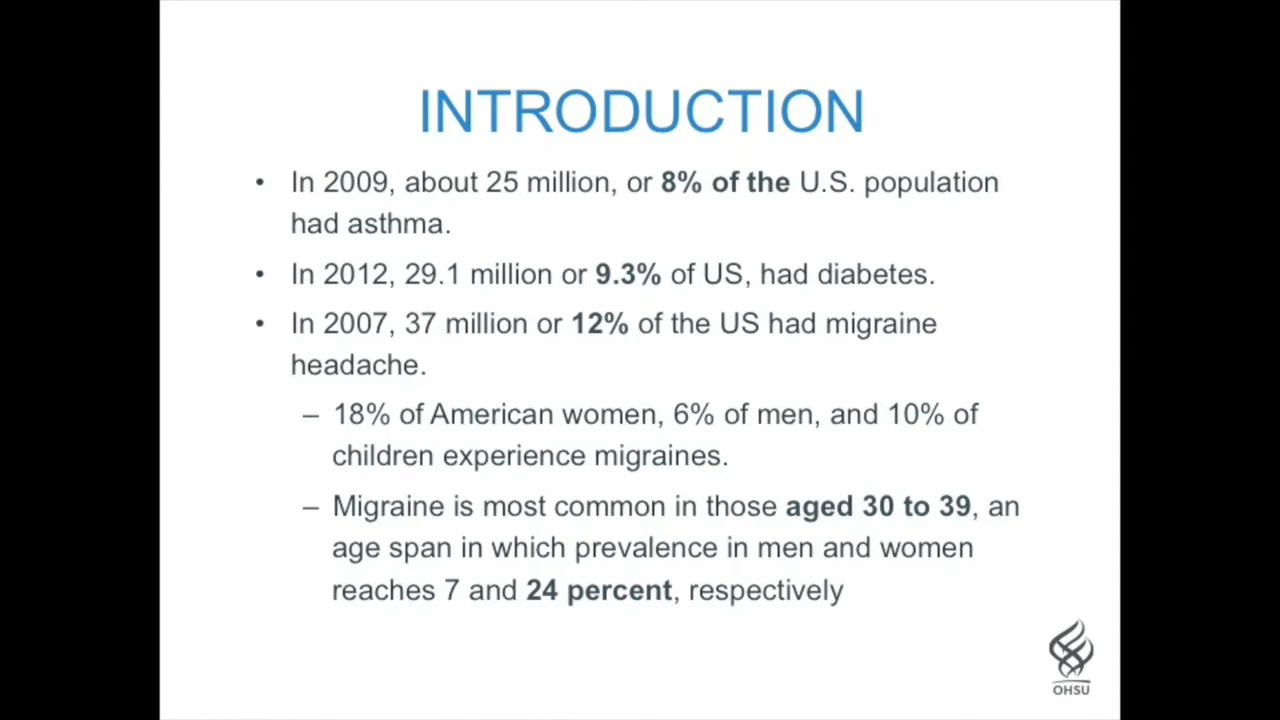 INTRODUCTION
• In 2009, about 25 million, or 8% of the U.S. population
had asthma.
• In 2012, 29.1 million or 9.3% of US, had diabetes.
• In 2007, 37 million or 12% of the US had migraine
headache.
– 18% of American women, 6% of men, and 10% of
children experience migraines.
– Migraine is most common in those aged 30 to 39, an
age span in which prevalence in men and women
reaches 7 and 24 percent, respectively
OHSU